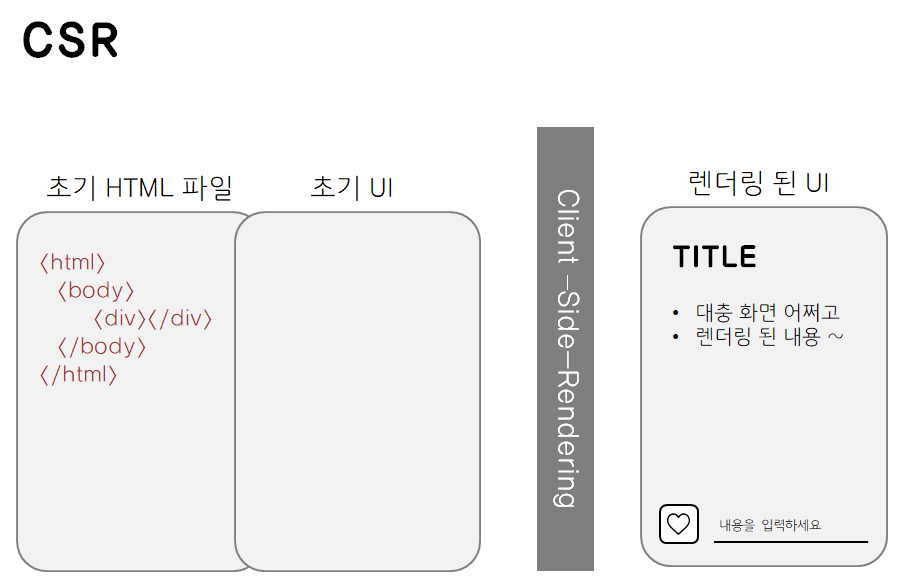 CSR
초기 HTML 파일
<html>
<body>
<div></div>
</body>
</html>
초기 UI
Client -Side-Rendering
렌더링 된 UI
TITLE
• 대충 화면 어쩌고
• 렌더링 된 내용 ~
내용을 입력하세요